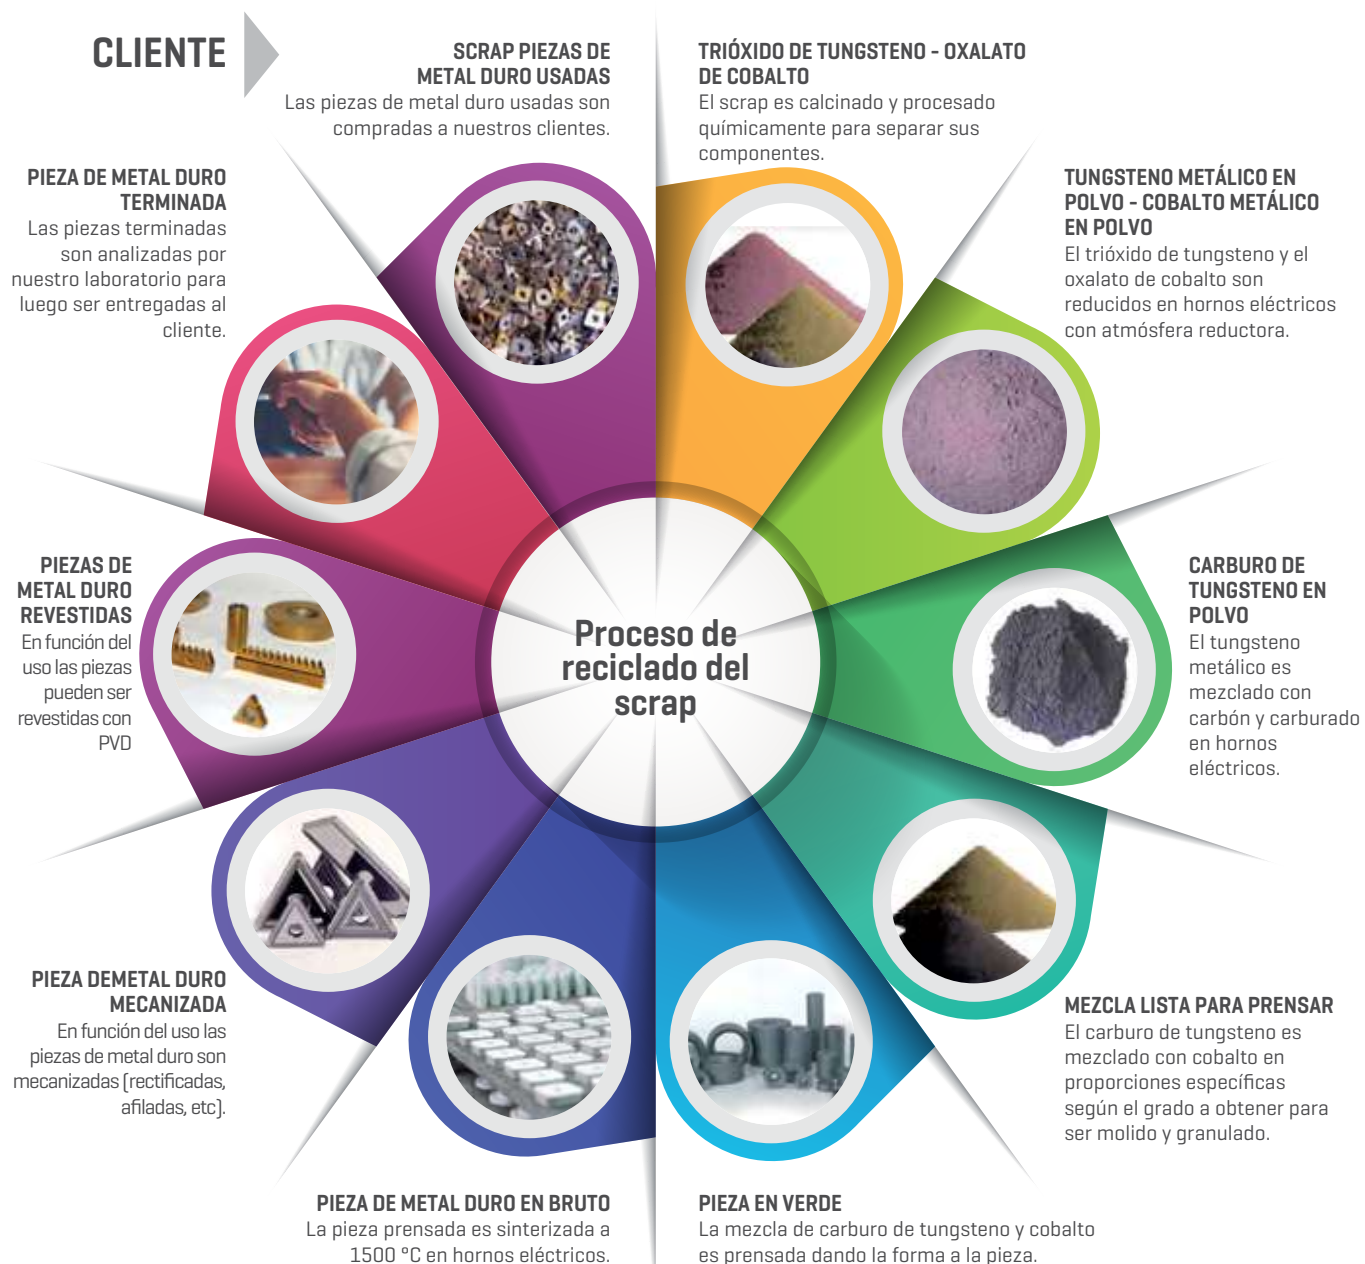 CLIENTE
SCRAP PIEZAS DE
METAL DURO USADAS
Las piezas de metal duro usadas son
compradas a nuestros clientes.
TRIÓXIDO DE TUNGSTENO - OXALATO
DE COBALTO
El scrap es calcinado y procesado
químicamente para separar sus
componentes.
TUNGSTENO METÁLICO EN
POLVO - COBALTO METÁLICO
EN POLVO
El trióxido de tungsteno y el
oxalato de cobalto son
reducidos en hornos eléctricos
con atmósfera reductora.
CARBURO DE
TUNGSTENO EN
POLVO
El tungsteno
metálico es
mezclado con
carbón y carburado
en hornos
eléctricos.
MEZCLA LISTA PARA PRENSAR
El carburo de tungsteno es
mezclado con cobalto en
proporciones específicas
según el grado a obtener para
ser molido y granulado.
PIEZA EN VERDE
La mezcla de carburo de tungsteno y cobalto
es prensada dando la forma a la pieza.
PIEZA DE METAL DURO EN BRUTO
La pieza prensada es sinterizada a
1500 °C en hornos eléctricos.
PIEZA DEMETAL DURO
MECANIZADA
En función del uso las
piezas de metal duro son
mecanizadas (rectificadas,
afiladas, etc).
PIEZAS DE
METAL DURO
REVESTIDAS
En función del
uso las piezas
pueden ser
revestidas con
PVD
PIEZA DE METAL DURO
TERMINADA
Las piezas terminadas
son analizadas por
nuestro laboratorio para
luego ser entregadas al
cliente.
Proceso de
reciclado del
scrap